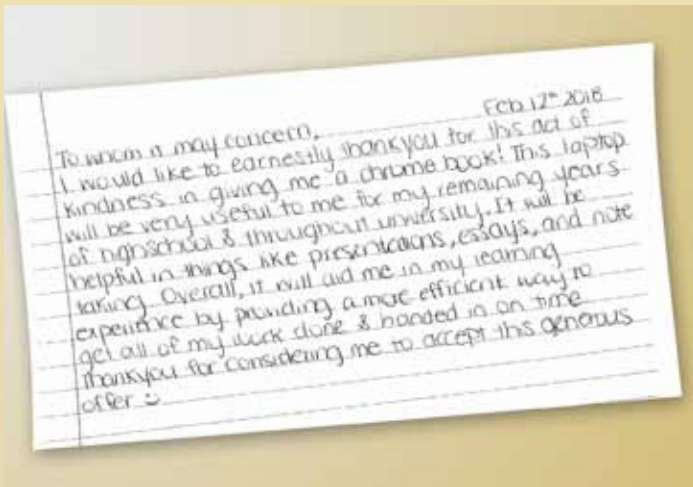 Feb 12th 2018
To whom it may concern,
I would like to earnestly thankyou for this act of
kindness in giving me a chrome book! This laptop
will be very useful to me for my remaining years
of highschool & throughout university. It will be
helpful in things like presentations, essays, and note
taking. Overall, it will aid me in my learning
experience by providing a more efficient way to
get all of my work done & handed in on time
Thankyou for considering me to accept this generous
offer :)